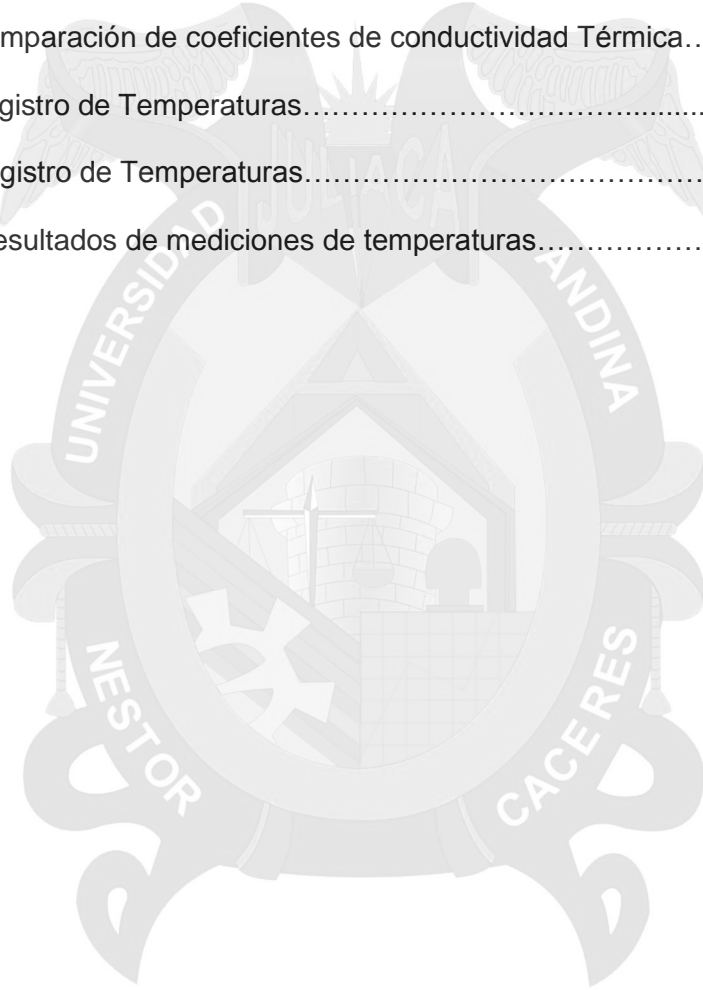 mparación de coeficientes de conductividad Térmica…
gistro de Temperaturas……………………………..........
gistro de Temperaturas…………………………………..
esultados de mediciones de temperaturas………………
JULIACA
UNIVERSIDAD
ANDINA
NESTOR
CACERES